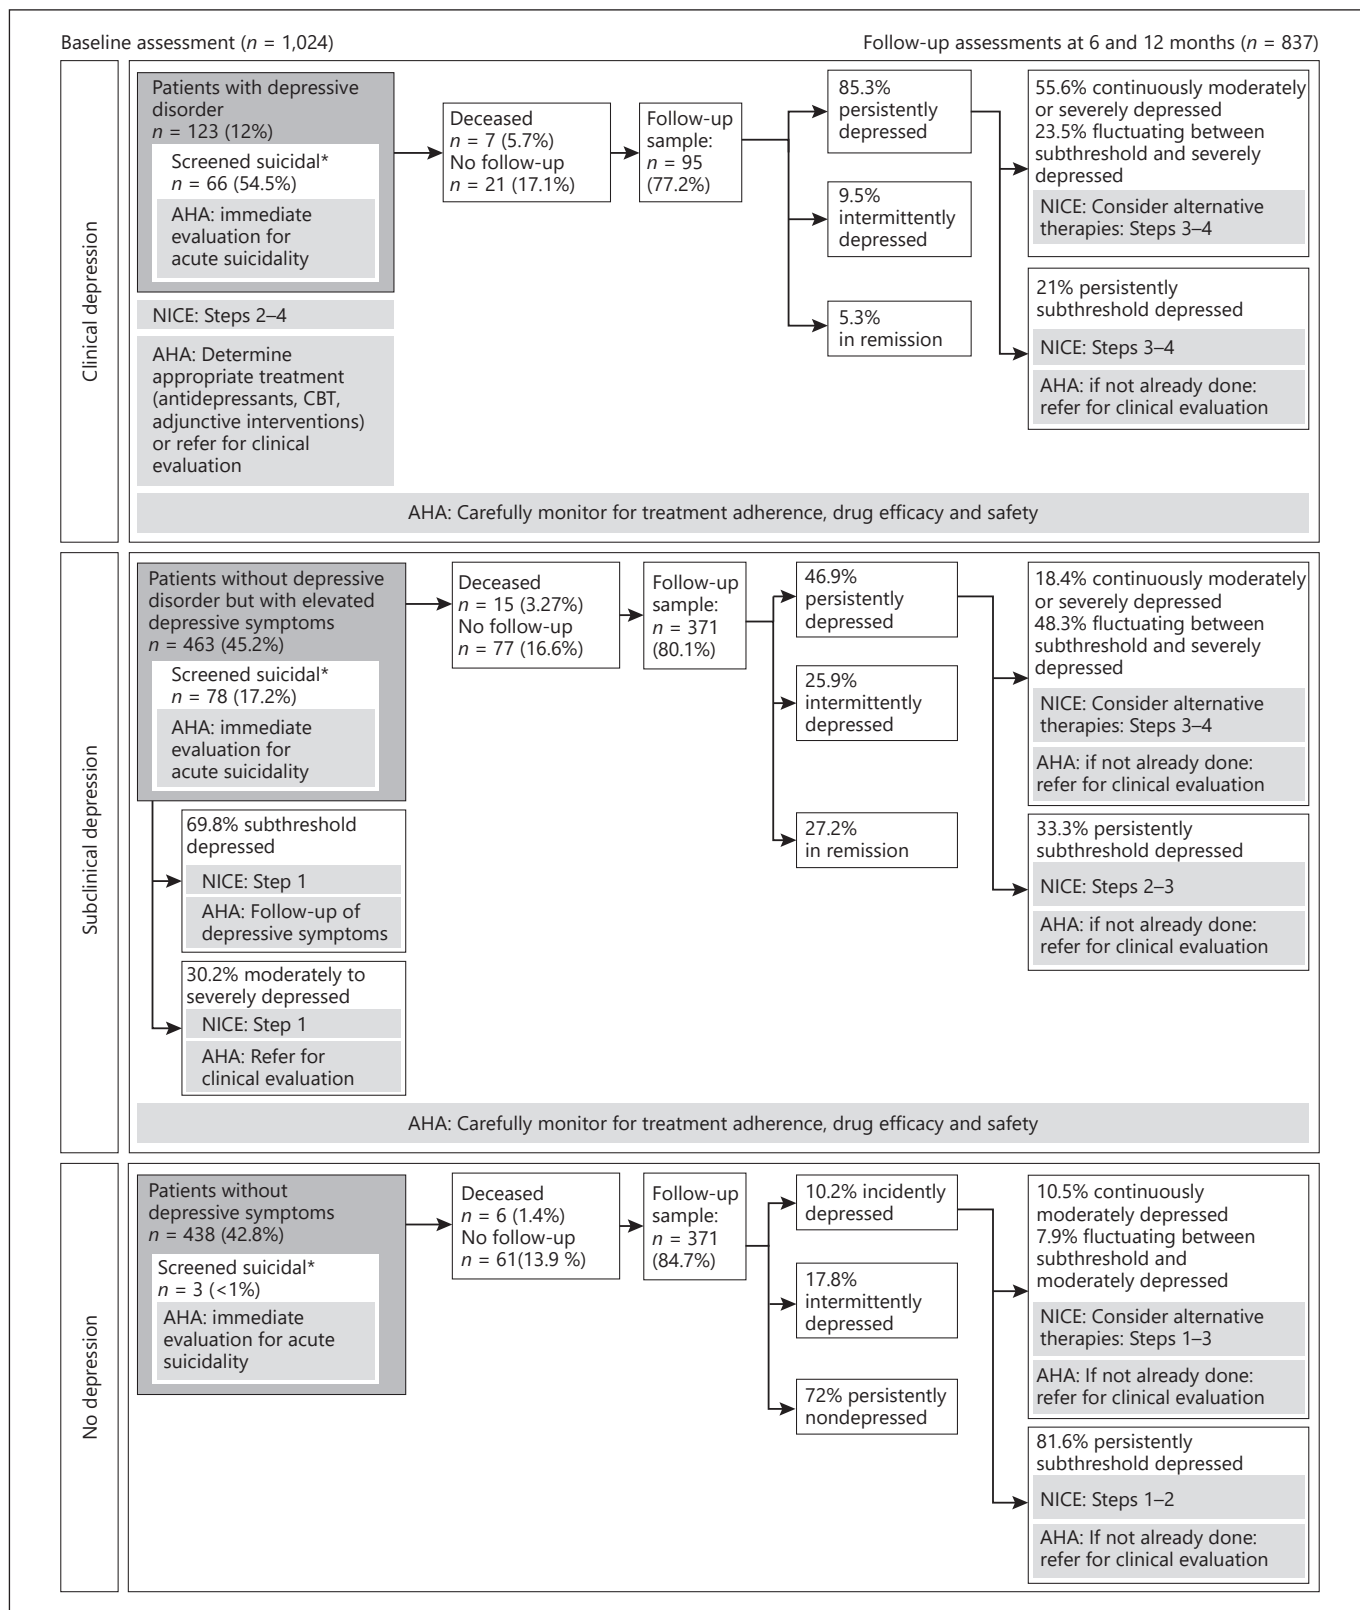 Baseline assessment (n = 1,024)
Follow-up assessments at 6 and 12 months (n = 837)
Clinical depression
Patients with depressive
disorder
n = 123 (12%)
Screened suicidal*
n = 66 (54.5%)
AHA: immediate
evaluation for
acute suicidality
NICE: Steps 2–4
AHA: Determine
appropriate treatment
(antidepressants, CBT,
adjunctive interventions)
or refer for clinical
evaluation
Deceased
n = 7 (5.7%)
No follow-up
n = 21 (17.1%)
Follow-up
sample:
n = 95
(77.2%)
85.3%
persistently
depressed
9.5%
intermittently
depressed
5.3%
in remission
55.6% continuously moderately
or severely depressed
23.5% fluctuating between
subthreshold and severely
depressed
NICE: Consider alternative
therapies: Steps 3–4
21% persistently
subthreshold depressed
NICE: Steps 3–4
AHA: if not already done:
refer for clinical evaluation
AHA: Carefully monitor for treatment adherence, drug efficacy and safety
Subclinical depression
Patients without depressive
disorder but with elevated
depressive symptoms
n = 463 (45.2%)
Screened suicidal*
n = 78 (17.2%)
AHA: immediate
evaluation for
acute suicidality
69.8% subthreshold
depressed
NICE: Step 1
AHA: Follow-up of
depressive symptoms
30.2% moderately to
severely depressed
NICE: Step 1
AHA: Refer for
clinical evaluation
Deceased
n = 15 (3.27%)
No follow-up
n = 77 (16.6%)
Follow-up
sample:
n = 371
(80.1%)
46.9%
persistently
depressed
25.9%
intermittently
depressed
27.2%
in remission
18.4% continuously moderately
or severely depressed
48.3% fluctuating between
subthreshold and severely
depressed
NICE: Consider alternative
therapies: Steps 3–4
AHA: if not already done:
refer for clinical evaluation
33.3% persistently
subthreshold depressed
NICE: Steps 2–3
AHA: if not already done:
refer for clinical evaluation
AHA: Carefully monitor for treatment adherence, drug efficacy and safety
No depression
Patients without
depressive symptoms
n = 438 (42.8%)
Screened suicidal*
n = 3 (<1%)
AHA: immediate
evaluation for acute
suicidality
Deceased
n = 6 (1.4%)
No follow-up
n = 61(13.9 %)
Follow-up
sample:
n = 371
(84.7%)
10.2% incidently
depressed
17.8%
intermittently
depressed
72% persistently
nondepressed
10.5% continuously
moderately depressed
7.9% fluctuating between
subthreshold and
moderately depressed
NICE: Consider alternative
therapies: Steps 1–3
AHA: If not already done:
refer for clinical evaluation
81.6% persistently
subthreshold depressed
NICE: Steps 1–2
AHA: If not already done:
refer for clinical evaluation